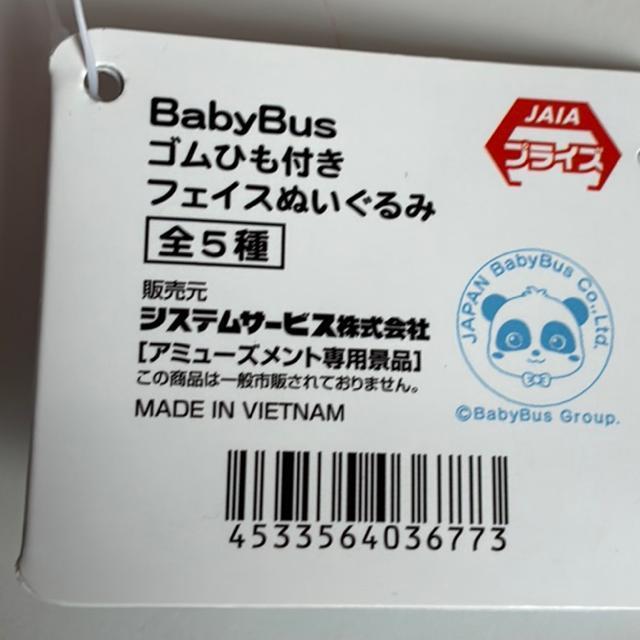 BabyBus
ゴムひも付き
フェイスぬいぐるみ
全5種
JAIA
プライズ
販売元
システムサービス株式会社
[アミューズメント専用景品]
この商品は一般市販されておりません。
MADE IN VIETNAM
JAPAN BabyBus Co.,Ltd.
©BabyBus Group.
4533564036773